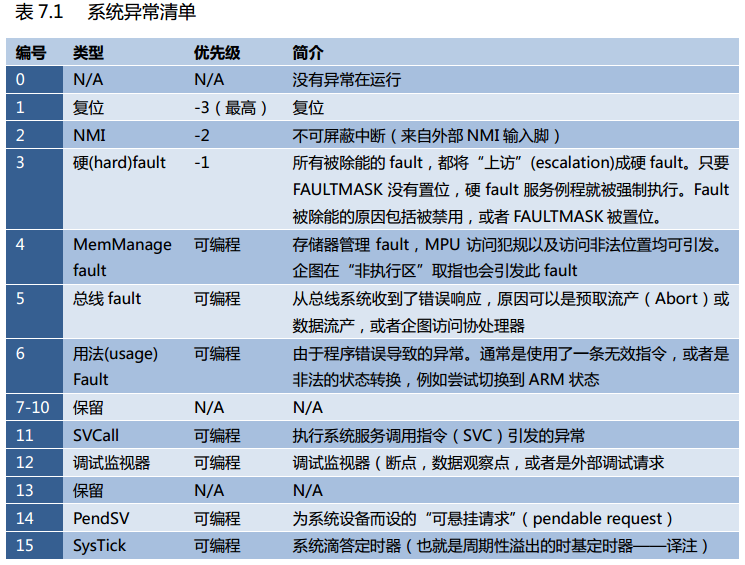 表 7.1 系统异常清单
编号 类型 优先级 简介
0 N/A N/A 没有异常在运行
1 复位 -3（最高） 复位
2 NMI -2 不可屏蔽中断（来自外部 NMI 输入脚）
3 硬(hard)fault -1 所有被除能的 fault，都将“上访”(escalation)成硬 fault。只要
FAULTMASK 没有置位，硬 fault 服务例程就被强制执行。Fault
被除能的原因包括被禁用，或者 FAULTMASK 被置位。
4 MemManage 可编程 存储器管理 fault，MPU 访问犯规以及访问非法位置均可引发。
fault 企图在“非执行区”取指也会引发此 fault
5 总线 fault 可编程 从总线系统收到了错误响应，原因可以是预取流产（Abort）或
数据流产，或者企图访问协处理器
6 用法(usage) 可编程 由于程序错误导致的异常。通常是使用了一条无效指令，或者是
Fault 非法的状态转换，例如尝试切换到 ARM 状态
7-10 保留 N/A N/A
11 SVCall 可编程 执行系统服务调用指令（SVC）引发的异常
12 调试监视器 可编程 调试监视器（断点，数据观察点，或者是外部调试请求
13 保留 N/A N/A
14 PendSV 可编程 为系统设备而设的“可悬挂请求”（pendable request）
15 SysTick 可编程 系统滴答定时器（也就是周期性溢出的时基定时器——译注）